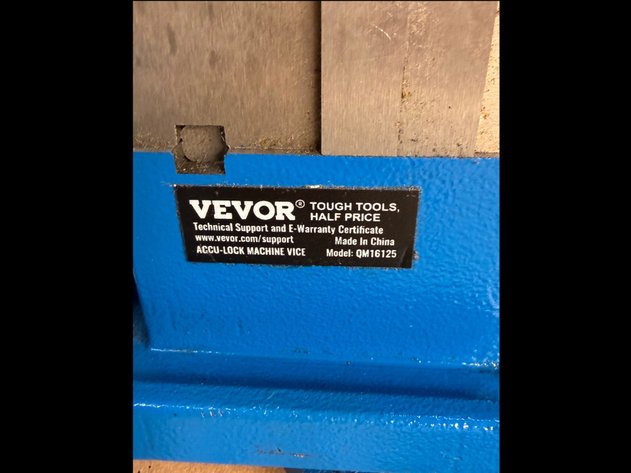 VEVOR® TOUGH TOOLS,
HALF PRICE
Technical Support and E-Warranty Certificate
www.vevor.com/support Made In China
ACCU-LOCK MACHINE VICE Model: QM16125